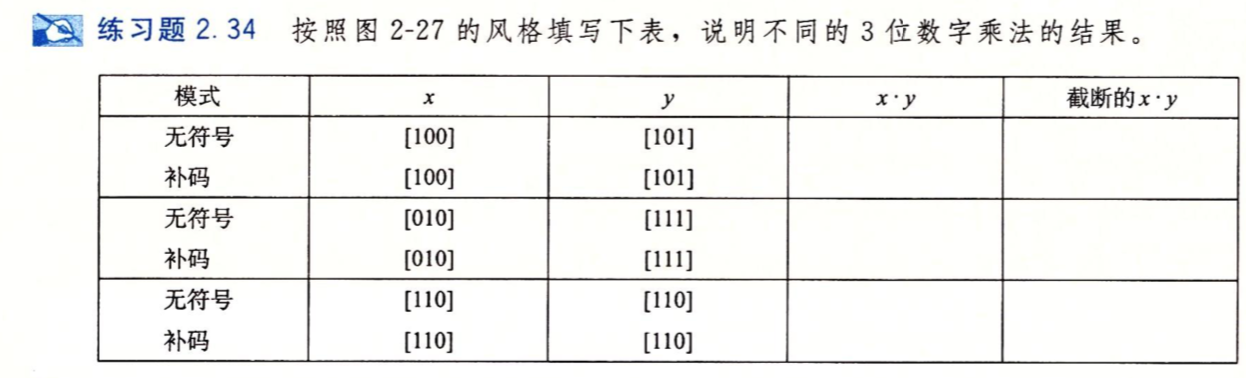 练习题 2.34 按照图 2-27 的风格填写下表，说明不同的 3 位数字乘法的结果。
模式 x y x·y 截断的x·y
无符号 [100] [101]
补码 [100] [101]
无符号 [010] [111]
补码 [010] [111]
无符号 [110] [110]
补码 [110] [110]